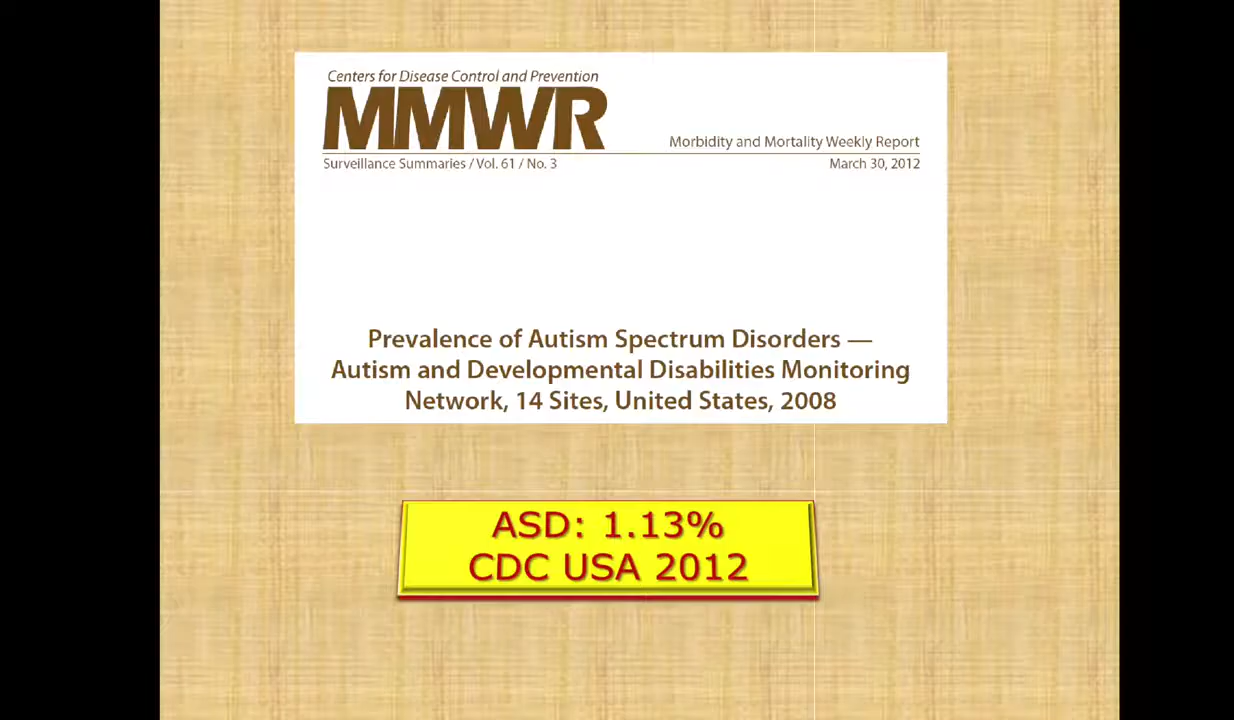 Centers for Disease Control and Prevention
MMWR
Morbidity and Mortality Weekly Report
Surveillance Summaries / Vol. 61 / No. 3
March 30, 2012
Prevalence of Autism Spectrum Disorders —
Autism and Developmental Disabilities Monitoring
Network, 14 Sites, United States, 2008
ASD: 1.13%
CDC USA 2012